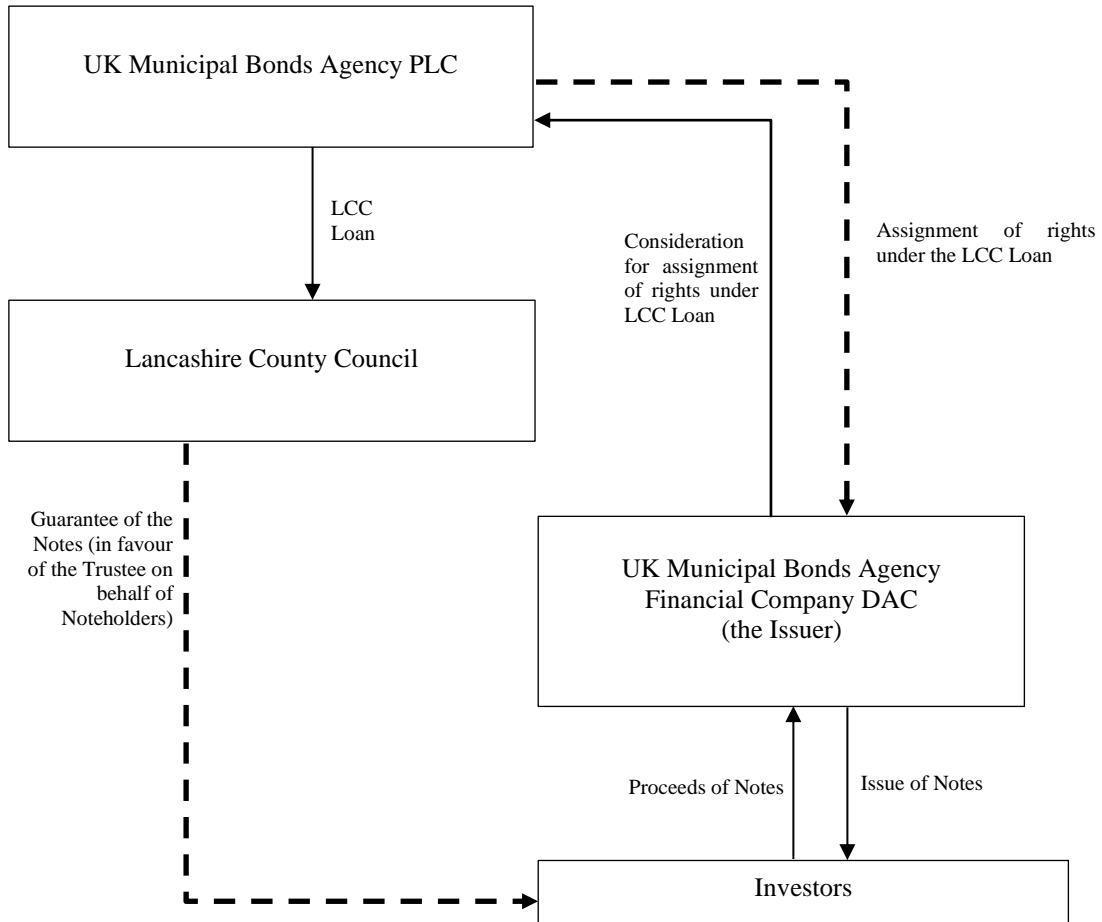 UK Municipal Bonds Agency PLC
LCC
Loan
Consideration
for assignment
of rights under
LCC Loan
Assignment of rights
under the LCC Loan
Lancashire County Council
Guarantee of the
Notes (in favour
of the Trustee on
behalf of
Noteholders)
UK Municipal Bonds Agency
Financial Company DAC
(the Issuer)
Proceeds of Notes
Issue of Notes
Investors